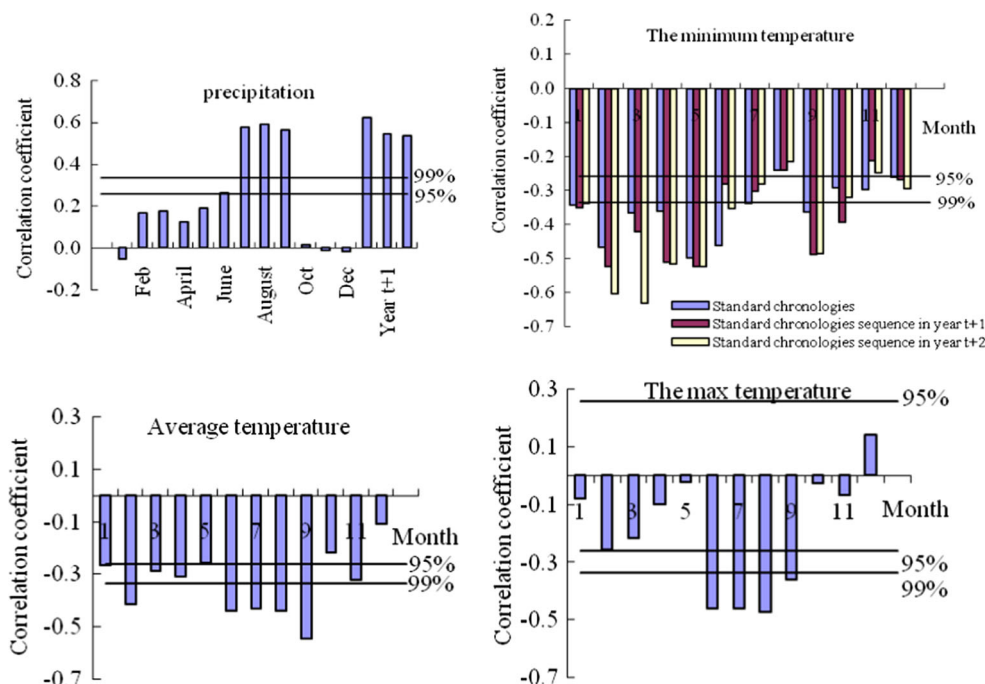 precipitation
Correlation coefficient
0.8
0.6
0.4
0.2
0.0
-0.2
99%
95%
Feb
April
June
August
Oct
Dec
Year t+1
The minimum temperature
Correlation coefficient
0.2
0.1
0.0
-0.1
-0.2
-0.3
-0.4
-0.5
-0.6
-0.7
1
3
5
7
9
11
Month
95%
99%
Standard chronologies
Standard chronologies sequence in year t+1
Standard chronologies sequence in year t+2
Average temperature
Correlation coefficient
0.3
0.1
-0.1
-0.3
-0.5
-0.7
1
3
5
7
9
11
Month
95%
99%
The max temperature
Correlation coefficient
0.3
0.1
-0.1
-0.3
-0.5
-0.7
95%
1
3
5
7
9
11
Month
95%
99%